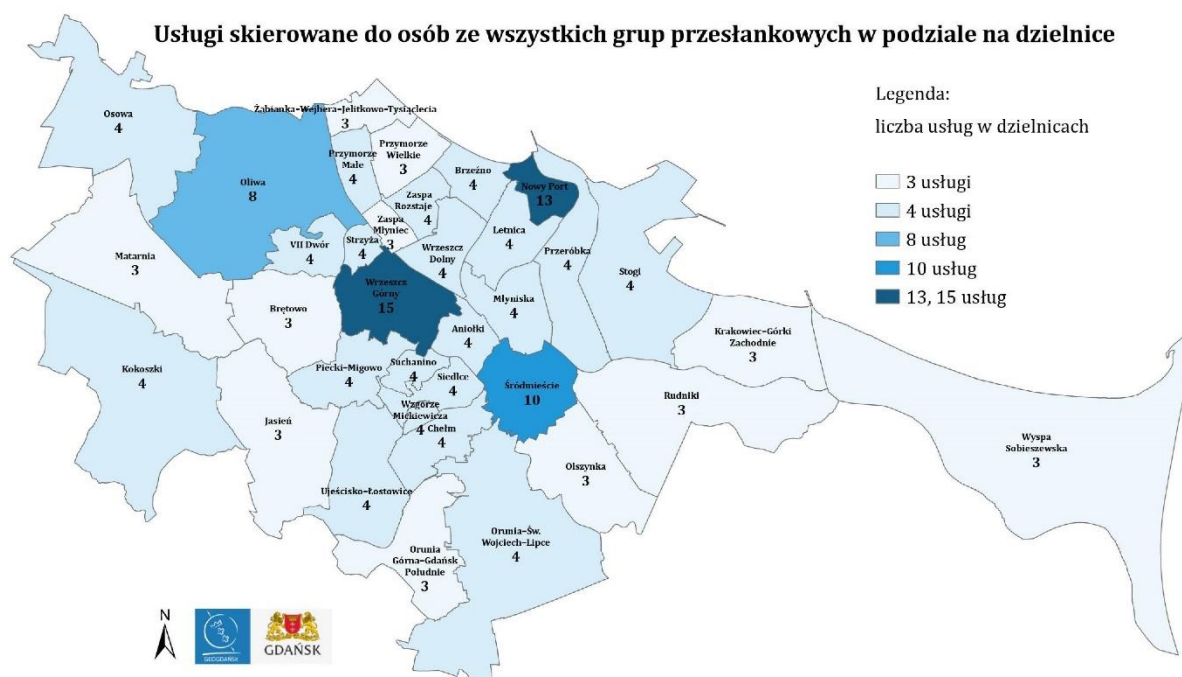 Usługi skierowane do osób ze wszystkich grup przesłankowych w podziale na dzielnice
Legenda:
liczba usług w dzielnicach
3 usługi
4 usługi
8 usług
10 usług
13, 15 usług
Osowa
4
Żabianka-Wejhera-Jelitkowo-Tysiąclecia
3
Przymorze
Wielkie
3
Przymorze
Małe
4
Oliwa
8
Brzeźno
4
Nowy Port
13
Zaspa
Rozstaje
4
Zaspa
Młyniec
3
Letnica
4
Przeróbka
4
Stogi
4
Matarnia
3
VII Dwór
4
Strzyża
4
Wrzeszcz
Dolny
4
Wrzeszcz
Górny
15
Młyniska
4
Brętowo
3
Aniołki
4
Krakowiec-Górki
Zachodnie
3
Kokoszki
4
Piecki-Migowo
4
Suchanino
4
Siedlce
4
Śródmieście
10
Rudniki
3
Wzgórze
Mickiewicza
4
Chełm
4
Jasień
3
Wyspa
Sobieszewska
3
Olszynka
3
Ujeścisko-Łostowice
4
Orunia-Św.
Wojciech-Lipce
4
Orunia
Górna-Gdańsk
Południe
3
N
GEOGDAŃSK
GDAŃSK